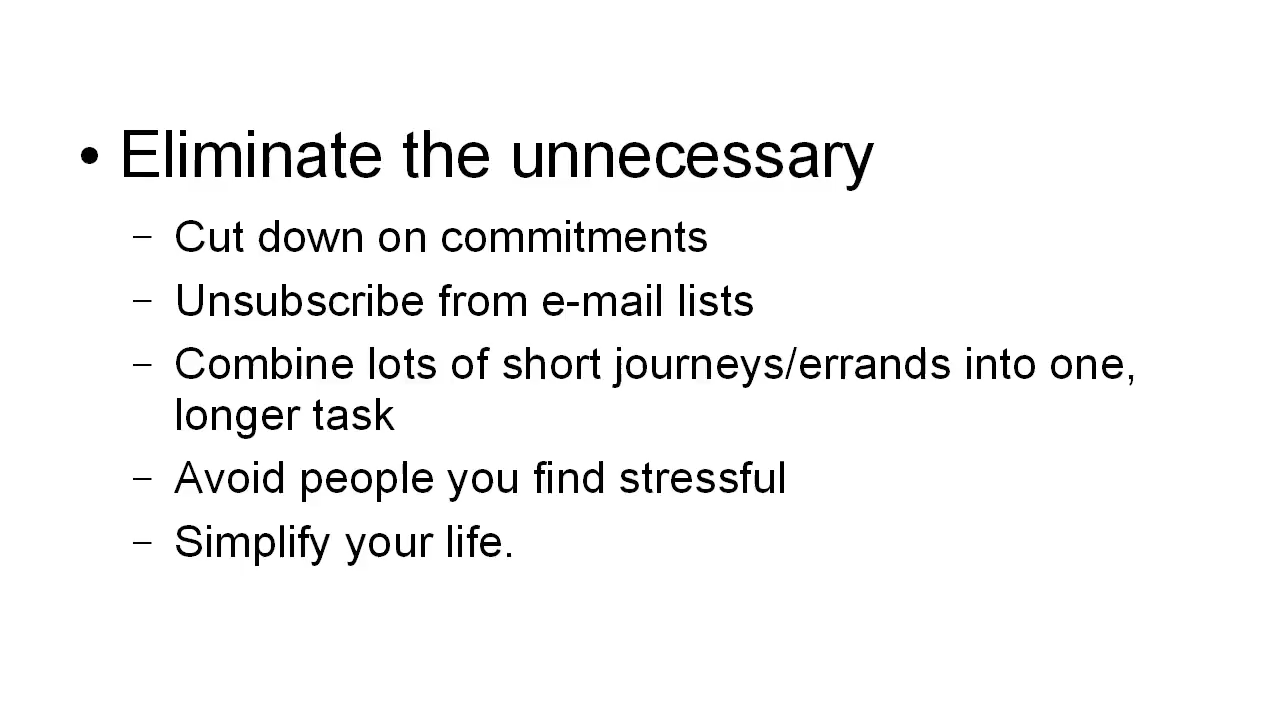 • Eliminate the unnecessary
– Cut down on commitments
– Unsubscribe from e-mail lists
– Combine lots of short journeys/errands into one,
longer task
– Avoid people you find stressful
– Simplify your life.